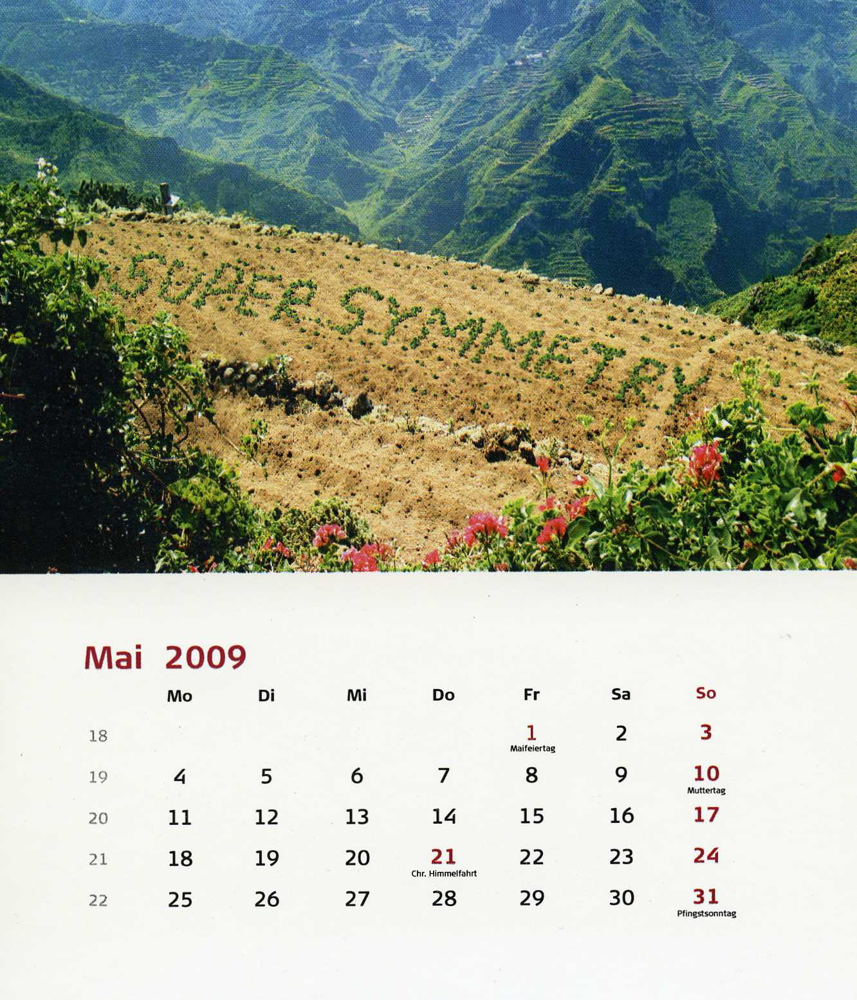 SUPER SYMMETRY
Mai 2009
Mo Di Mi Do Fr Sa So
18 1 2 3
Maifeiertag
19 4 5 6 7 8 9 10
Muttertag
20 11 12 13 14 15 16 17
21 18 19 20 21 22 23 24
Chr. Himmelfahrt
22 25 26 27 28 29 30 31
Pfingstsonntag